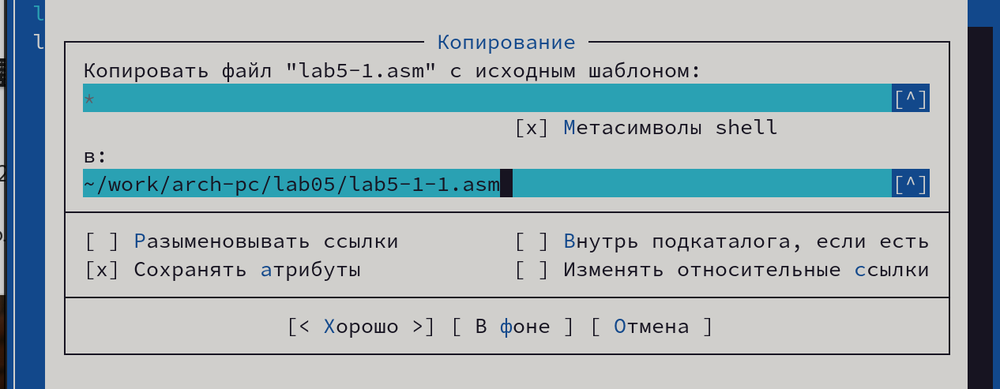 l
l
Копирование
Копировать файл "lab5-1.asm" с исходным шаблоном:
* [^]
[x] Метасимволы shell
в:
~/work/arch-pc/lab05/lab5-1-1.asm [^]
[ ] Разыменовывать ссылки [ ] Внутрь подкаталога, если есть
[x] Сохранять атрибуты [ ] Изменять относительные ссылки
[< Хорошо >] [ В фоне ] [ Отмена ]